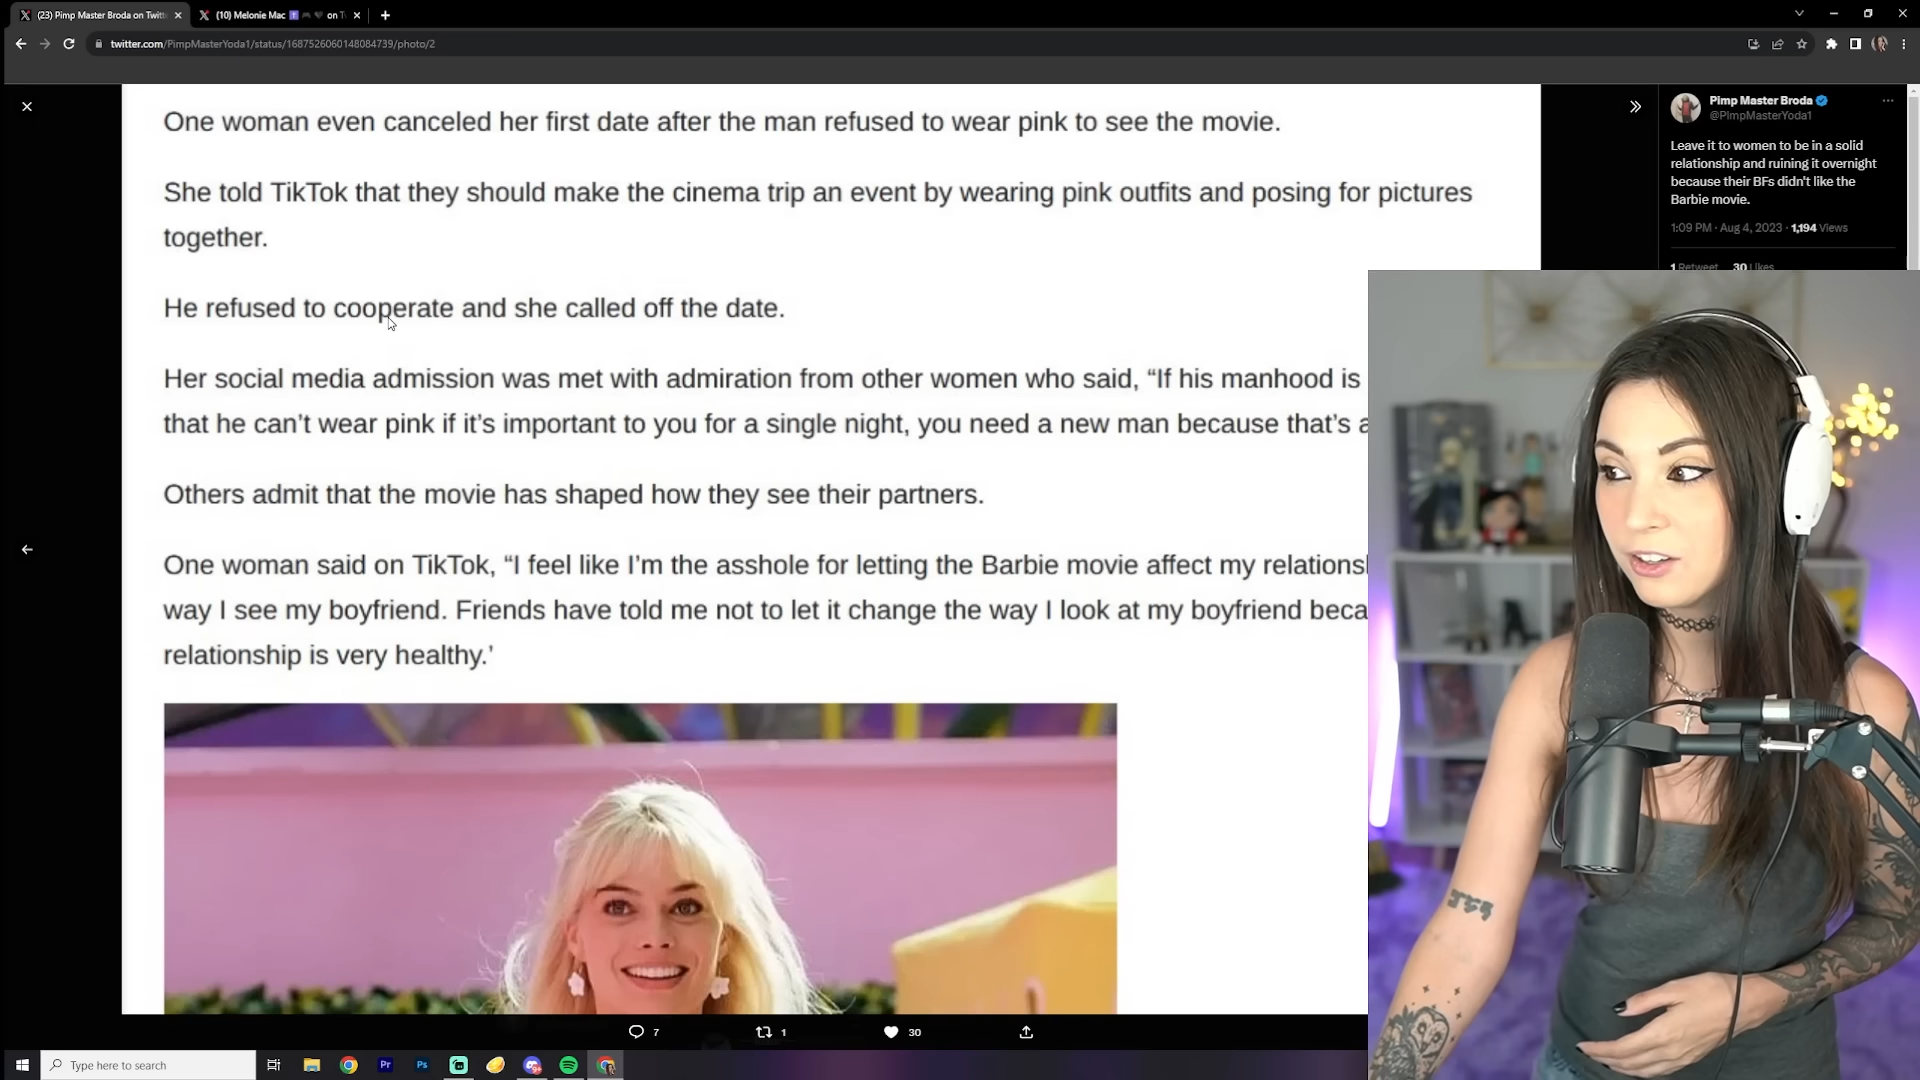 (23) Pimp Master Broda on Twitt
(10) Melonie Mac
on T
twitter.com/PimpMasterYoda1/status/1687526060148084739/photo/2
One woman even canceled her first date after the man refused to wear pink to see the movie.
She told TikTok that they should make the cinema trip an event by wearing pink outfits and posing for pictures
together.
He refused to cooperate and she called off the date.
Her social media admission was met with admiration from other women who said, “If his manhood is
that he can’t wear pink if it’s important to you for a single night, you need a new man because that’s a
Others admit that the movie has shaped how they see their partners.
One woman said on TikTok, “I feel like I’m the asshole for letting the Barbie movie affect my relations
way I see my boyfriend. Friends have told me not to let it change the way I look at my boyfriend beca
relationship is very healthy.’
Pimp Master Broda
@PImpMasterYoda1
Leave it to women to be in a solid
relationship and ruining it overnight
because their BFs didn't like the
Barbie movie.
1:09 PM · Aug 4, 2023 · 1,194 Views
1 Retweet 30 Likes
7
1
30
Type here to search
Pr
Ps